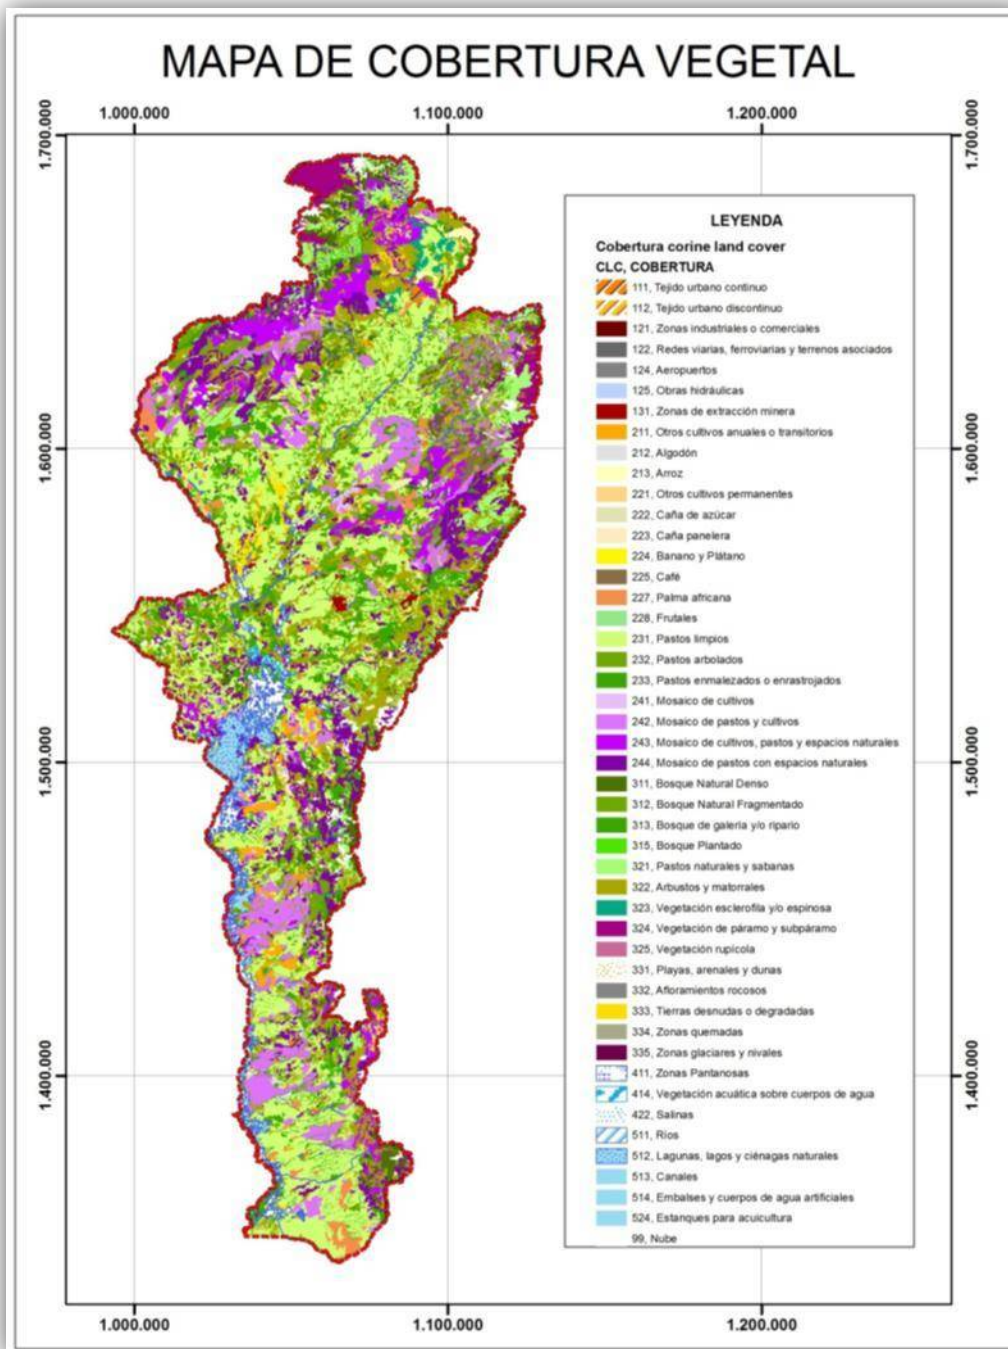 MAPA DE COBERTURA VEGETAL
1.000.000 1.100.000 1.200.000
1.700.000 1.700.000
1.600.000 1.600.000
1.500.000 1.500.000
1.400.000 1.400.000
LEYENDA
Cobertura corine land cover
CLC, COBERTURA
111, Tejido urbano continuo
112, Tejido urbano discontinuo
121, Zonas industriales o comerciales
122, Redes viarias, ferroviarias y terrenos asociados
124, Aeropuertos
125, Obras hidráulicas
131, Zonas de extracción minera
211, Otros cultivos anuales o transitorios
212, Algodón
213, Arroz
221, Otros cultivos permanentes
222, Caña de azúcar
223, Caña panelera
224, Banano y Plátano
225, Café
227, Palma africana
228, Frutales
231, Pastos limpios
232, Pastos arbolados
233, Pastos enmalezados o enrastrojados
241, Mosaico de cultivos
242, Mosaico de pastos y cultivos
243, Mosaico de cultivos, pastos y espacios naturales
244, Mosaico de pastos con espacios naturales
311, Bosque Natural Denso
312, Bosque Natural Fragmentado
313, Bosque de galería y/o ripario
315, Bosque Plantado
321, Pastos naturales y sabanas
322, Arbustos y matorrales
323, Vegetación esclerofila y/o espinosa
324, Vegetación de páramo y subpáramo
325, Vegetación rupícola
331, Playas, arenales y dunas
332, Afloramientos rocosos
333, Tierras desnudas o degradadas
334, Zonas quemadas
335, Zonas glaciares y nivales
411, Zonas Pantanosas
414, Vegetación acuática sobre cuerpos de agua
422, Salinas
511, Rios
512, Lagunas, lagos y ciénagas naturales
513, Canales
514, Embalses y cuerpos de agua artificiales
524, Estanques para acuicultura
99, Nube
1.000.000 1.100.000 1.200.000